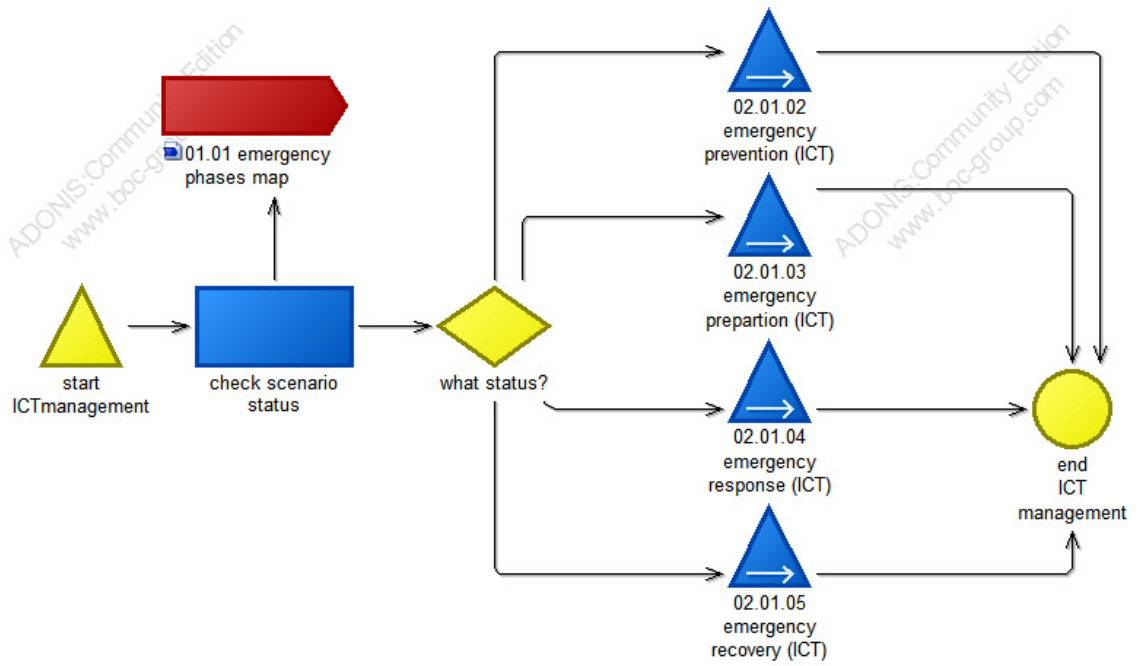 ADONIS:Community Edition
www.boc-group.com
ADONIS:Community Edition
www.boc-group.com
01.01 emergency
phases map
start
ICTmanagement
check scenario
status
what status?
02.01.02
emergency
prevention (ICT)
02.01.03
emergency
prepartion (ICT)
02.01.04
emergency
response (ICT)
02.01.05
emergency
recovery (ICT)
end
ICT
management